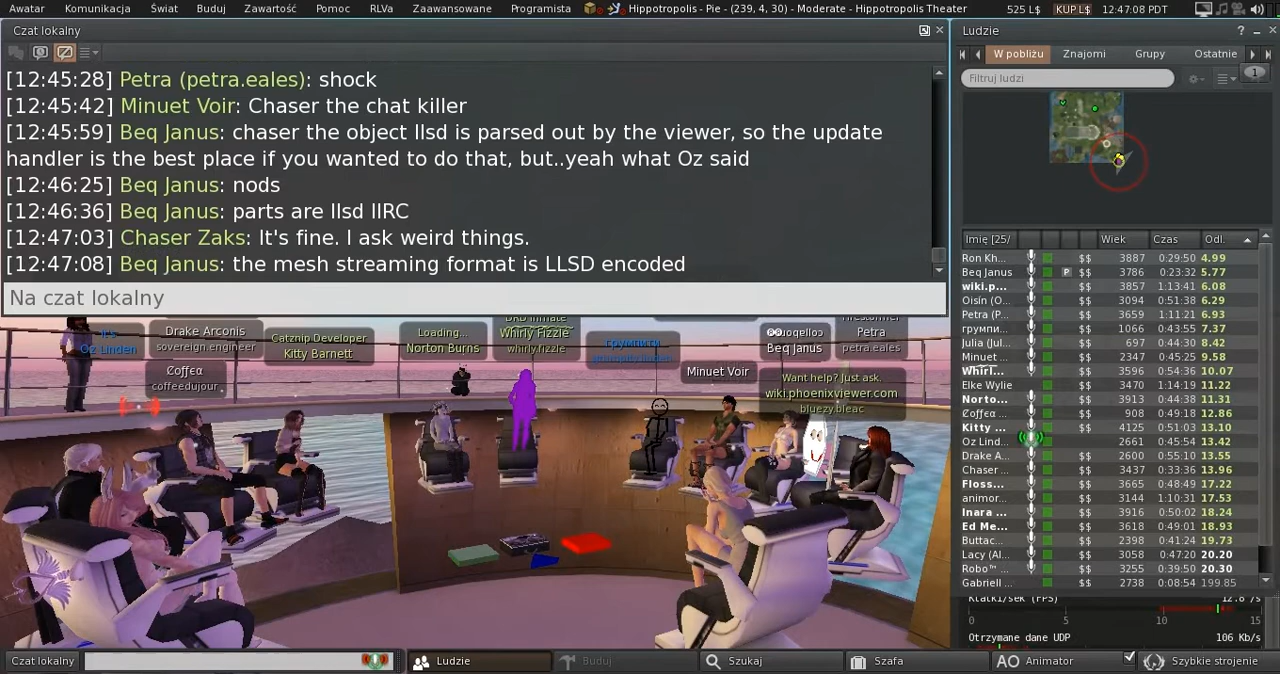 Awatar Komunikacja Świat Buduj Zawartość Pomoc RLVa Zaawansowane Programista Hippotropolis - Pie - (239, 4, 30) - Moderate - Hippotropolis Theater 525 L$ KUP L$ 12:47:08 PDT
Czat lokalny
[12:45:28] Petra (petra.eales): shock
[12:45:42] Minuet Voir: Chaser the chat killer
[12:45:59] Beq Janus: chaser the object llsd is parsed out by the viewer, so the update
handler is the best place if you wanted to do that, but..yeah what Oz said
[12:46:25] Beq Janus: nods
[12:46:36] Beq Janus: parts are llsd IIRC
[12:47:03] Chaser Zaks: It's fine. I ask weird things.
[12:47:08] Beq Janus: the mesh streaming format is LLSD encoded
Na czat lokalny
It's
Oz Linden
Drake Arconis
sovereign.engineer
Coffea
coffeedujour
Catznip Developer
Kitty Barnett
Loading...
Norton Burns
Whirly Fizzle
whirly.fizzle
грумпити
Minuet Voir
Beq Janus
Petra
petra.eales
Want help? Just ask.
wiki.phoenixviewer.com
bluezy.bleac
Ludzie
W pobliżu Znajomi Grupy Ostatnie
Filtruj ludzi 1
Imię [25/ Wiek Czas Odl.
Ron Kh... $$ 3887 0:29:50 4.99
Beq Janus P $$ 3786 0:23:32 5.77
wiki.p... $$ 3857 1:13:41 6.08
Oisín (O... $$ 3094 0:51:38 6.29
Petra (P... $$ 3659 1:11:21 6.93
грумпи... $$ 1066 0:43:55 7.37
Julia (Jul... $$ 697 0:44:30 8.42
Minuet ... $$ 2347 0:45:25 9.58
Whirl... $$ 3596 0:54:36 10.07
Elke Wylie $$ 3470 1:14:19 11.22
Norto... $$ 3913 0:44:38 11.31
Coffea ... $$ 908 0:49:18 12.86
Kitty ... $$ 4125 0:51:03 13.10
Oz Lind... 2661 0:45:54 13.42
Drake A... $$ 2600 0:55:10 13.55
Chaser ... $$ 3437 0:33:36 13.96
Floss... $$ 3665 0:48:49 17.22
animor... $$ 3144 1:10:31 17.53
Inara ... $$ 3916 0:50:02 18.24
Ed Me... $$ 3618 0:49:01 18.93
Buttac... $$ 2398 0:41:24 19.73
Lacy (Al... $$ 3058 0:47:20 20.20
Robo™ ... $$ 3255 0:39:50 20.30
Gabriell ... $$ 2738 0:08:54 199.85
Klatki/sek (FPS) 12.8 /s
0 5 10 15
Otrzymane dane UDP 106 Kb/s
Czat lokalny Ludzie Buduj Szukaj Szafa AO Animator Szybkie strojenie